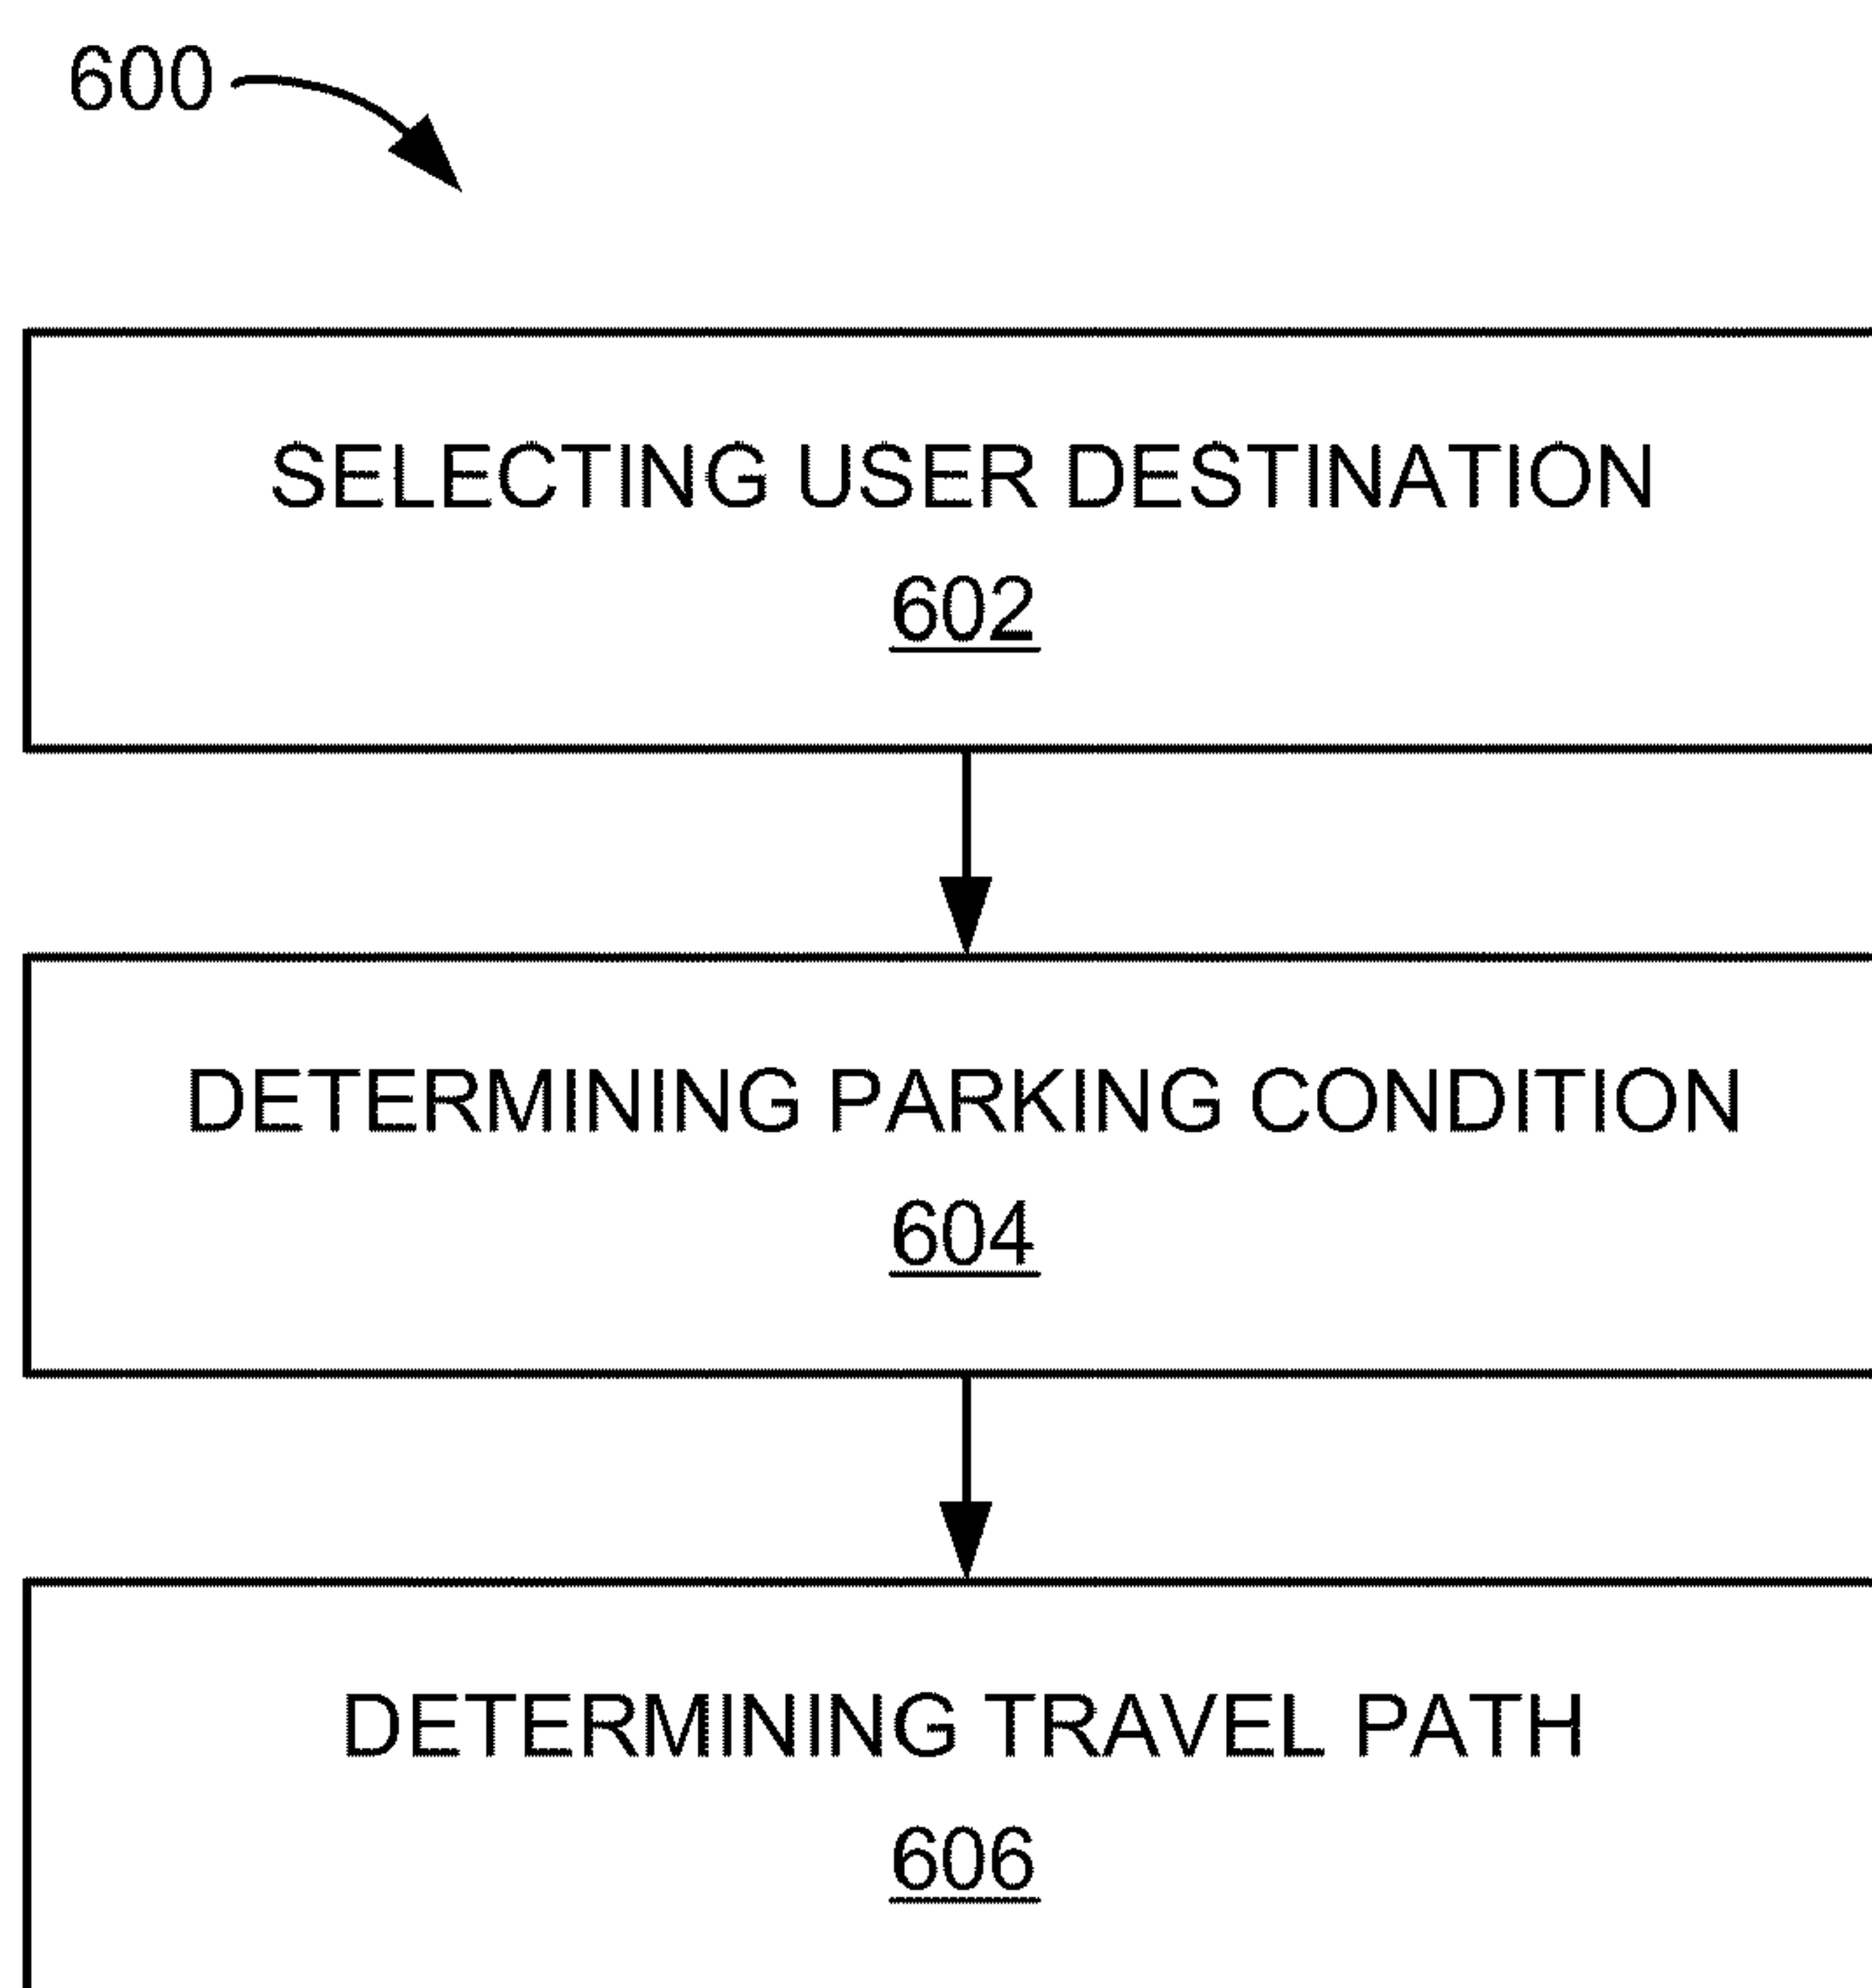 600
SELECTING USER DESTINATION
602
DETERMINING PARKING CONDITION
604
DETERMINING TRAVEL PATH
606